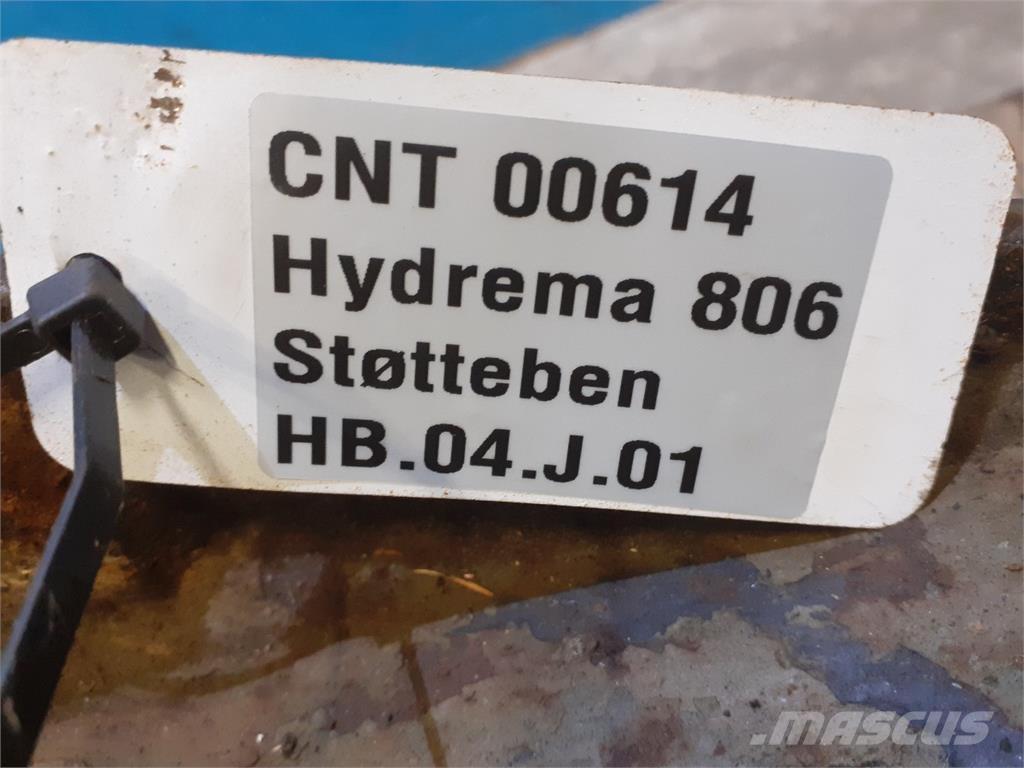 CNT 00614
Hydrema 806
Støtteben
HB.04.J.01
MASCUS